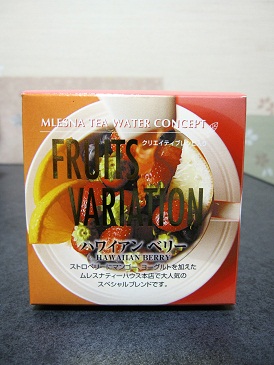 MLESNA TEA WATER CONCEPT
クリエイティブレシピ
FRUITS
VARIATION
ハワイアン ベリー
HAWAIIAN BERRY
ストロベリーにマンゴー、ヨーグルトを加えた
ムレスナティーハウス本店で大人気の
スペシャルブレンドです。